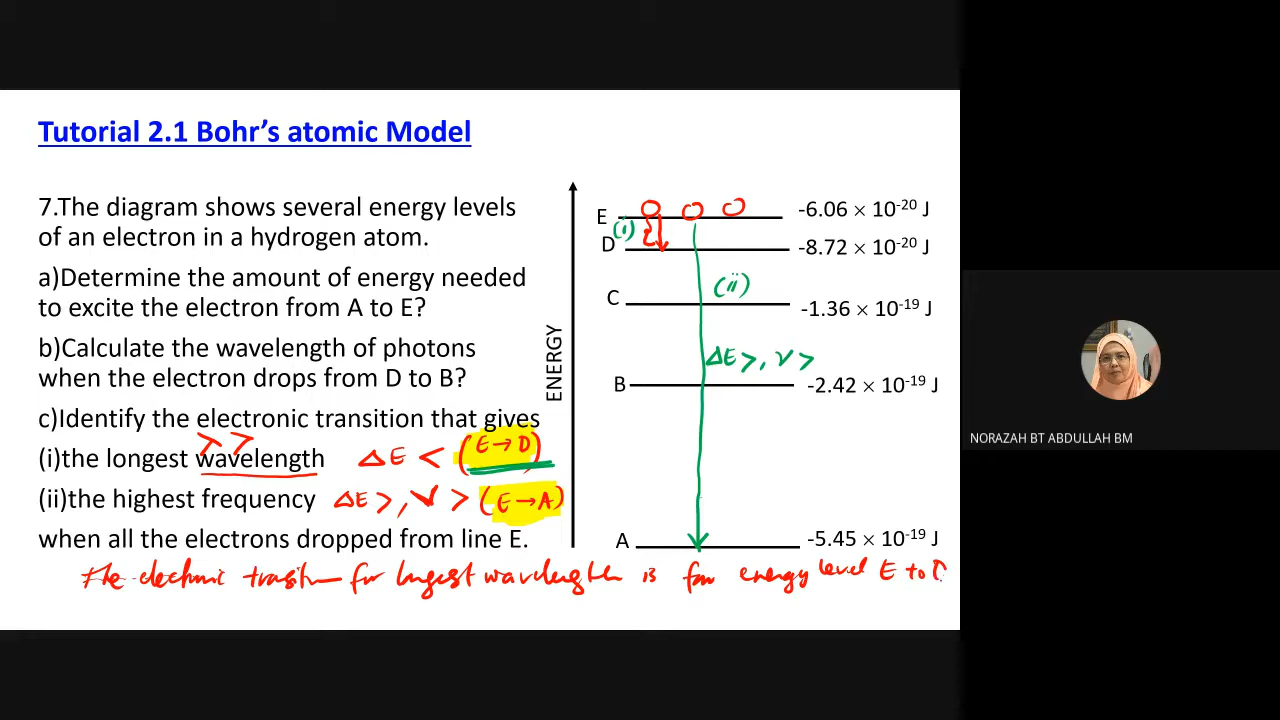 Tutorial 2.1 Bohr's atomic Model
7.The diagram shows several energy levels
of an electron in a hydrogen atom.
a)Determine the amount of energy needed
to excite the electron from A to E?
b)Calculate the wavelength of photons
when the electron drops from D to B?
c)Identify the electronic transition that gives
> >
(i)the longest wavelength ΔE < (E→D)
(ii)the highest frequency ΔE >, ν > (E→A)
when all the electrons dropped from line E.
ENERGY
E -6.06 × 10⁻²⁰ J
(i)
D -8.72 × 10⁻²⁰ J
(ii)
C -1.36 × 10⁻¹⁹ J
ΔE >, ν >
B -2.42 × 10⁻¹⁹ J
A -5.45 × 10⁻¹⁹ J
the electronic transition for longest wavelength is energy level E to D
NORAZAH BT ABDULLAH BM